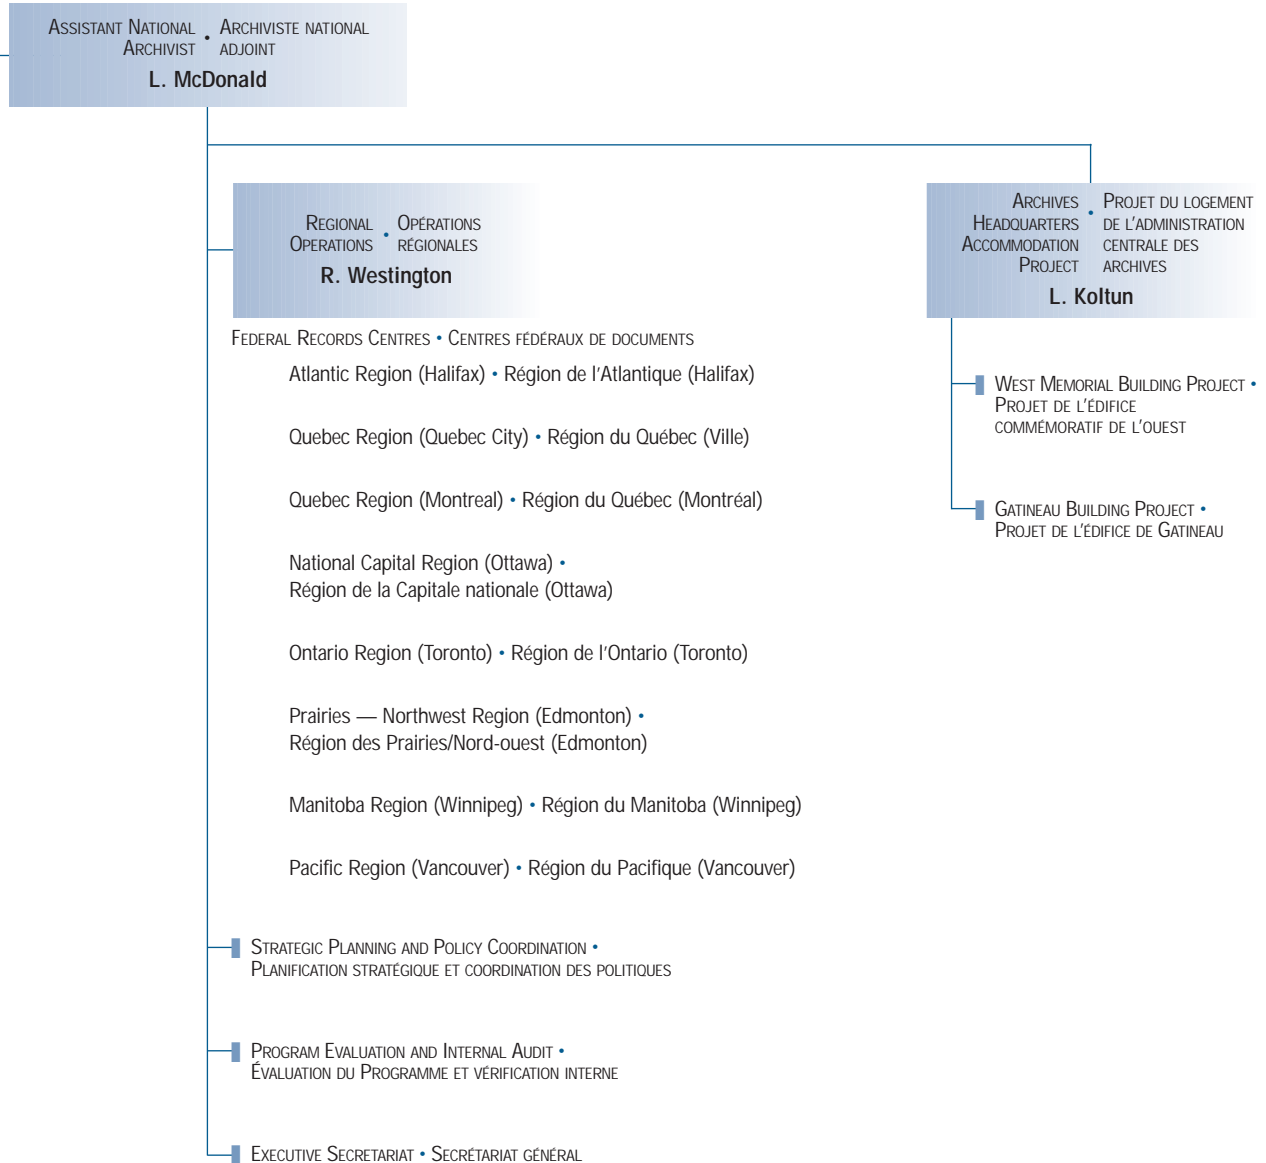 ASSISTANT NATIONAL ARCHIVIST • ARCHIVISTE NATIONAL ADJOINT
L. McDonald
REGIONAL OPERATIONS • OPÉRATIONS RÉGIONALES
R. Westington
ARCHIVES HEADQUARTERS ACCOMMODATION PROJECT • PROJET DU LOGEMENT DE L'ADMINISTRATION CENTRALE DES ARCHIVES
L. Koltun
FEDERAL RECORDS CENTRES • CENTRES FÉDÉRAUX DE DOCUMENTS
Atlantic Region (Halifax) • Région de l'Atlantique (Halifax)
Quebec Region (Quebec City) • Région du Québec (Ville)
Quebec Region (Montreal) • Région du Québec (Montréal)
National Capital Region (Ottawa) •
Région de la Capitale nationale (Ottawa)
Ontario Region (Toronto) • Région de l'Ontario (Toronto)
Prairies — Northwest Region (Edmonton) •
Région des Prairies/Nord-ouest (Edmonton)
Manitoba Region (Winnipeg) • Région du Manitoba (Winnipeg)
Pacific Region (Vancouver) • Région du Pacifique (Vancouver)
WEST MEMORIAL BUILDING PROJECT •
PROJET DE L'ÉDIFICE
COMMÉMORATIF DE L'OUEST
GATINEAU BUILDING PROJECT •
PROJET DE L'ÉDIFICE DE GATINEAU
STRATEGIC PLANNING AND POLICY COORDINATION •
PLANIFICATION STRATÉGIQUE ET COORDINATION DES POLITIQUES
PROGRAM EVALUATION AND INTERNAL AUDIT •
ÉVALUATION DU PROGRAMME ET VÉRIFICATION INTERNE
EXECUTIVE SECRETARIAT • SECRÉTARIAT GÉNÉRAL